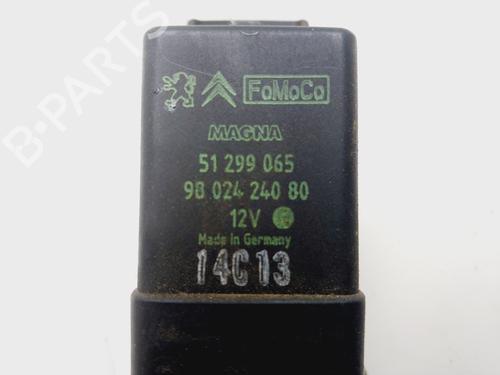 FoMoCo
MAGNA
51 299 065
98 024 240 80
12V
Made in Germany
14C13
B-PARTS